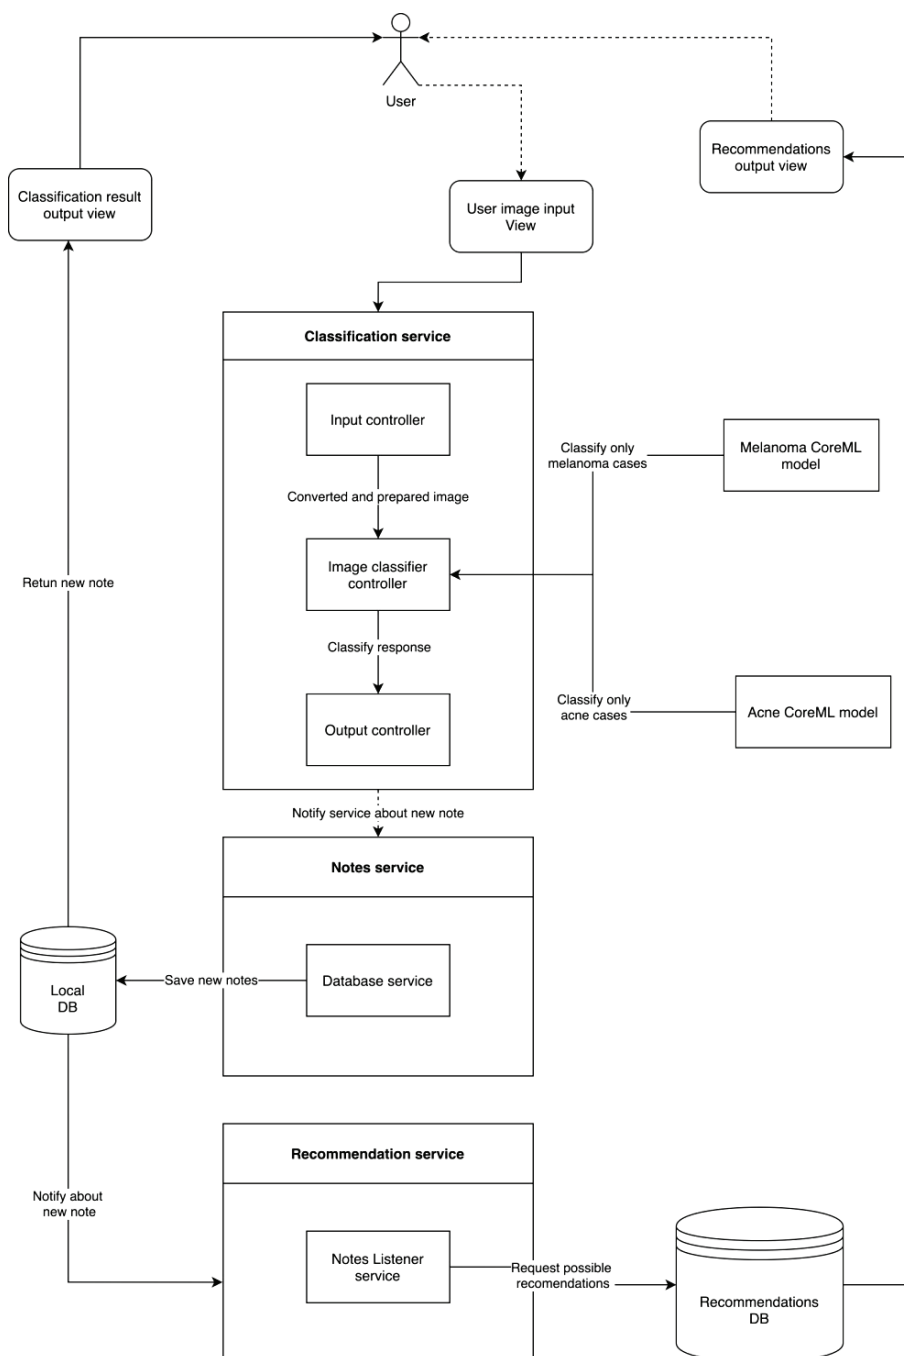 User
Recommendations
output view
Classification result
output view
User image input
View
Classification service
Input controller
Classify only
melanoma cases
Melanoma CoreML
model
Converted and prepared image
Image classifier
controller
Retun new note
Classify response
Classify only
acne cases
Acne CoreML model
Output controller
Notify service about new note
Notes service
Local
DB
Save new notes
Database service
Recommendation service
Notify about
new note
Notes Listener
service
Request possible
recomendations
Recommendations
DB